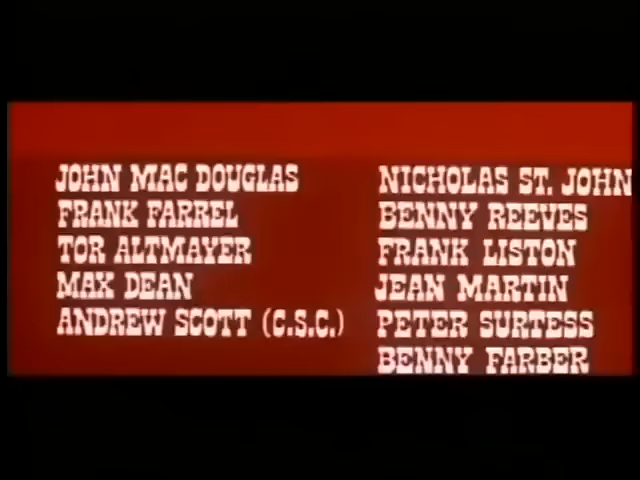 JOHN MAC DOUGLAS
FRANK FARREL
TOR ALTMAYER
MAX DEAN
ANDREW SCOTT (C.S.C.)
NICHOLAS ST. JOHN
BENNY REEVES
FRANK LISTON
JEAN MARTIN
PETER SURTESS
BENNY FARBER